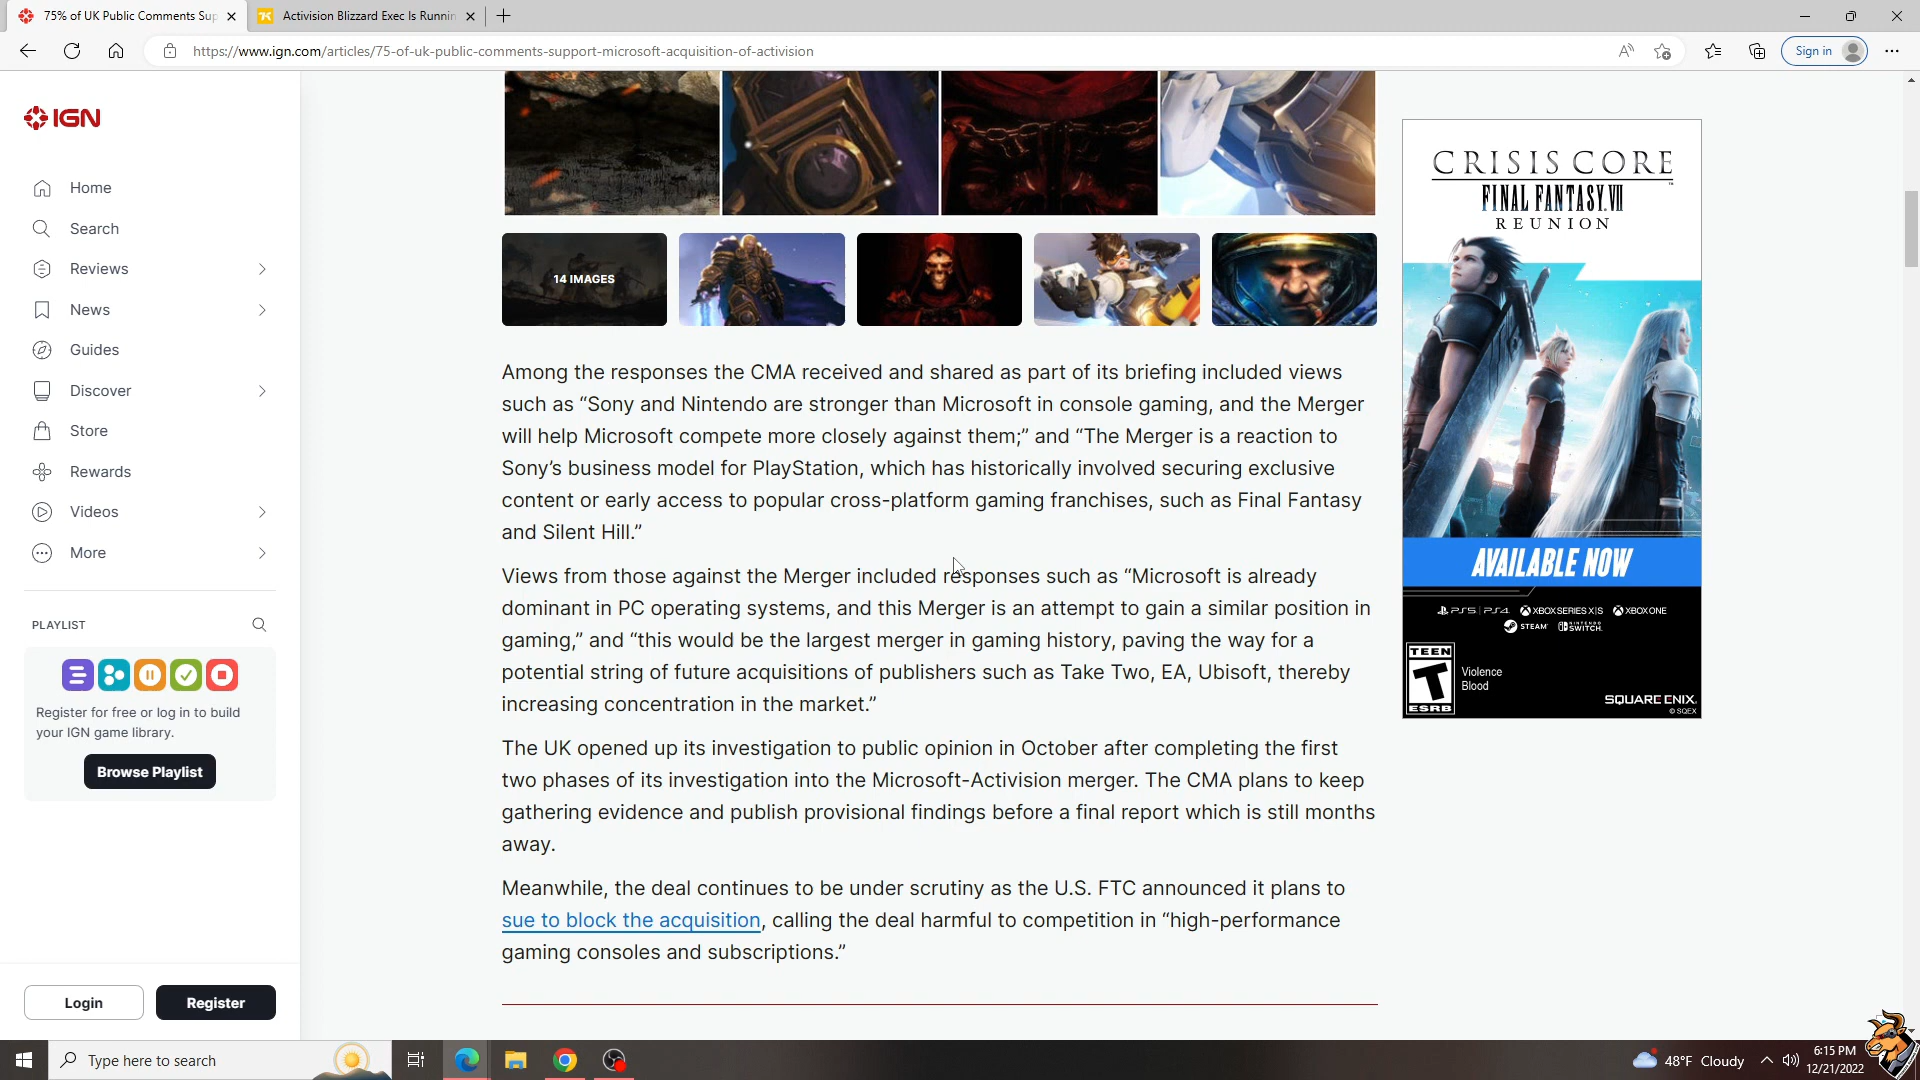 75% of UK Public Comments Sup
Activision Blizzard Exec Is Runnin
https://www.ign.com/articles/75-of-uk-public-comments-support-microsoft-acquisition-of-activision
Sign in
IGN
Home
Search
Reviews
News
Guides
Discover
Store
Rewards
Videos
More
PLAYLIST
Register for free or log in to build
your IGN game library.
Browse Playlist
Login
Register
14 IMAGES
Among the responses the CMA received and shared as part of its briefing included views
such as “Sony and Nintendo are stronger than Microsoft in console gaming, and the Merger
will help Microsoft compete more closely against them;” and “The Merger is a reaction to
Sony’s business model for PlayStation, which has historically involved securing exclusive
content or early access to popular cross-platform gaming franchises, such as Final Fantasy
and Silent Hill.”
Views from those against the Merger included responses such as “Microsoft is already
dominant in PC operating systems, and this Merger is an attempt to gain a similar position in
gaming,” and “this would be the largest merger in gaming history, paving the way for a
potential string of future acquisitions of publishers such as Take Two, EA, Ubisoft, thereby
increasing concentration in the market.”
The UK opened up its investigation to public opinion in October after completing the first
two phases of its investigation into the Microsoft-Activision merger. The CMA plans to keep
gathering evidence and publish provisional findings before a final report which is still months
away.
Meanwhile, the deal continues to be under scrutiny as the U.S. FTC announced it plans to
sue to block the acquisition, calling the deal harmful to competition in “high-performance
gaming consoles and subscriptions.”
CRISIS CORE
FINAL FANTASY VII
REUNION
AVAILABLE NOW
PS5 | PS4 XBOX SERIES X|S XBOX ONE
STEAM NINTENDO SWITCH
TEEN
T
ESRB
Violence
Blood
SQUARE ENIX
© SQEX
Type here to search
48°F Cloudy
6:15 PM
12/21/2022